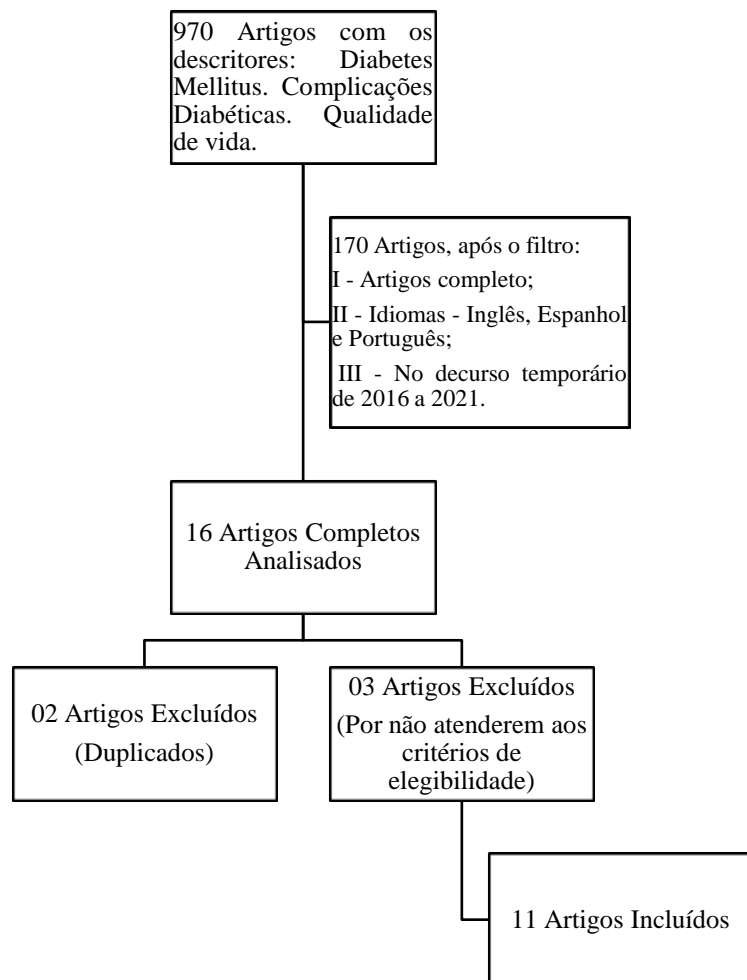 970 Artigos com os
descritores: Diabetes
Mellitus. Complicações
Diabéticas. Qualidade
de vida.
170 Artigos, após o filtro:
I - Artigos completo;
II - Idiomas - Inglês, Espanhol
e Português;
III - No decurso temporário
de 2016 a 2021.
16 Artigos Completos
Analisados
02 Artigos Excluídos
(Duplicados)
03 Artigos Excluídos
(Por não atenderem aos
critérios de
elegibilidade)
11 Artigos Incluídos